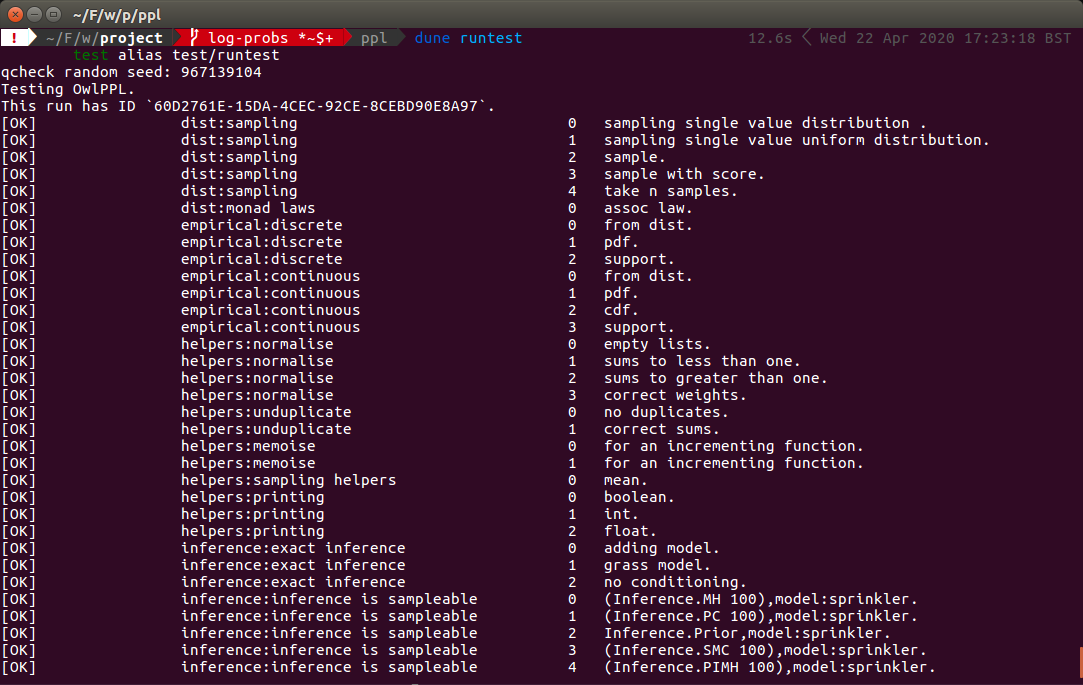 ~/F/w/p/ppl
! ~/F/w/project log-probs *~$+ ppl dune runtest 12.6s Wed 22 Apr 2020 17:23:18 BST
test alias test/runtest
qcheck random seed: 967139104
Testing OwlPPL.
This run has ID `60D2761E-15DA-4CEC-92CE-8CEBD90E8A97`.
[OK] dist:sampling 0 sampling single value distribution .
[OK] dist:sampling 1 sampling single value uniform distribution.
[OK] dist:sampling 2 sample.
[OK] dist:sampling 3 sample with score.
[OK] dist:sampling 4 take n samples.
[OK] dist:monad laws 0 assoc law.
[OK] empirical:discrete 0 from dist.
[OK] empirical:discrete 1 pdf.
[OK] empirical:discrete 2 support.
[OK] empirical:continuous 0 from dist.
[OK] empirical:continuous 1 pdf.
[OK] empirical:continuous 2 cdf.
[OK] empirical:continuous 3 support.
[OK] helpers:normalise 0 empty lists.
[OK] helpers:normalise 1 sums to less than one.
[OK] helpers:normalise 2 sums to greater than one.
[OK] helpers:normalise 3 correct weights.
[OK] helpers:unduplicate 0 no duplicates.
[OK] helpers:unduplicate 1 correct sums.
[OK] helpers:memoise 0 for an incrementing function.
[OK] helpers:memoise 1 for an incrementing function.
[OK] helpers:sampling helpers 0 mean.
[OK] helpers:printing 0 boolean.
[OK] helpers:printing 1 int.
[OK] helpers:printing 2 float.
[OK] inference:exact inference 0 adding model.
[OK] inference:exact inference 1 grass model.
[OK] inference:exact inference 2 no conditioning.
[OK] inference:inference is sampleable 0 (Inference.MH 100),model:sprinkler.
[OK] inference:inference is sampleable 1 (Inference.PC 100),model:sprinkler.
[OK] inference:inference is sampleable 2 Inference.Prior,model:sprinkler.
[OK] inference:inference is sampleable 3 (Inference.SMC 100),model:sprinkler.
[OK] inference:inference is sampleable 4 (Inference.PIMH 100),model:sprinkler.